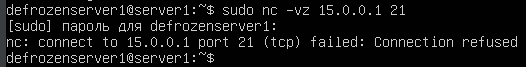 defrozenserver1@server1:~$ sudo nc -vz 15.0.0.1 21
[sudo] пароль для defrozenserver1:
nc: connect to 15.0.0.1 port 21 (tcp) failed: Connection refused
defrozenserver1@server1:~$